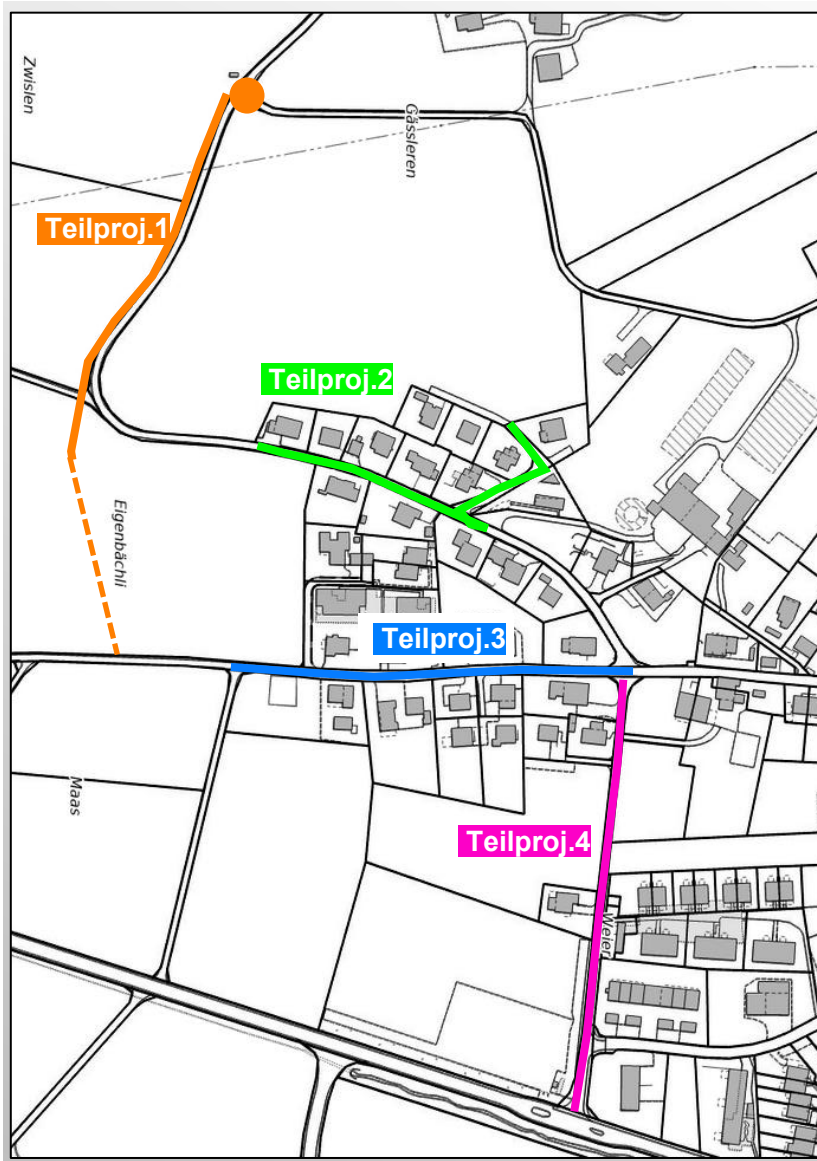 Zwislen
Gässleren
Teilproj.1
Teilproj.2
Eigenbächli
Teilproj.3
Maas
Teilproj.4
Weier